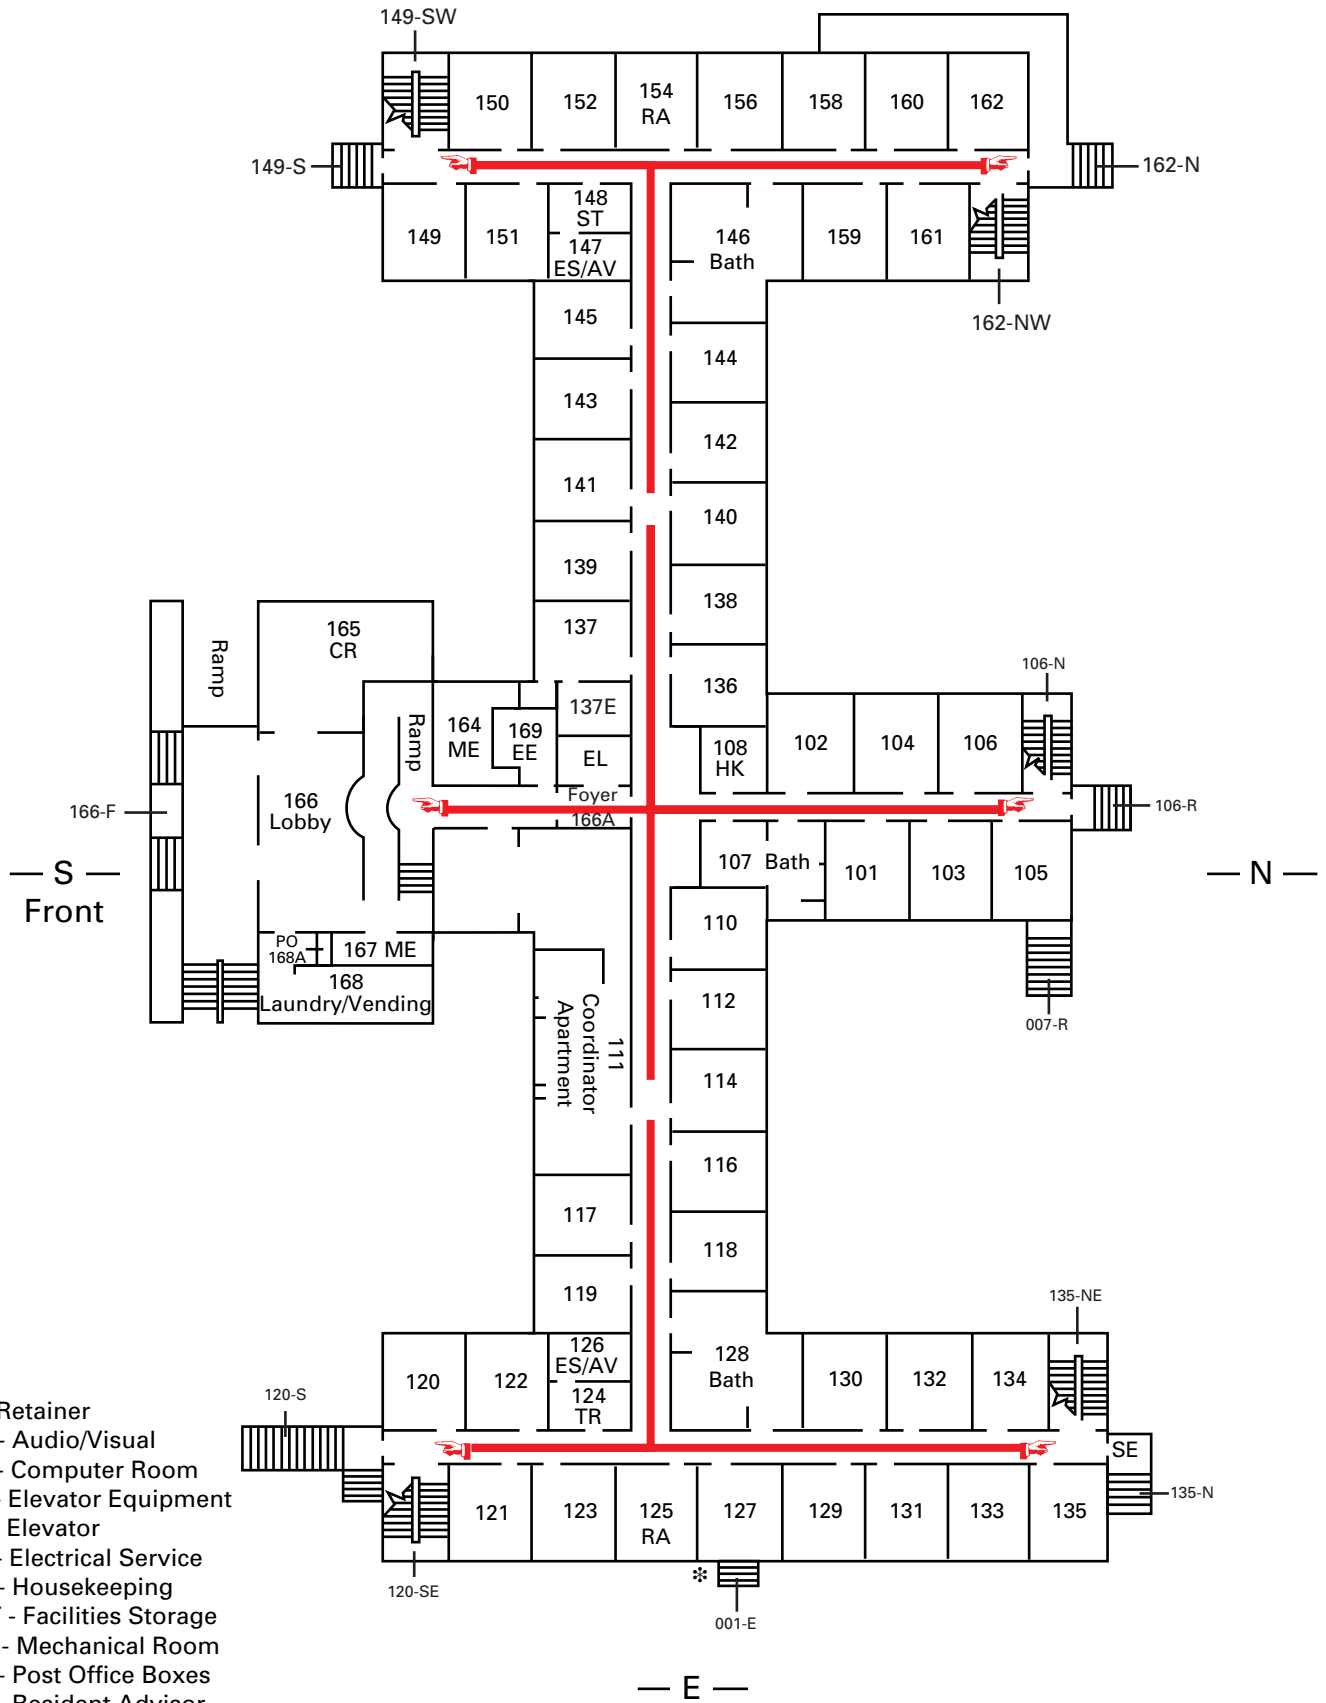 149-SW
150
152
154
RA
156
158
160
162
149-S
162-N
149
151
148
ST
147
ES/AV
146
Bath
159
161
162-NW
145
144
143
142
141
140
139
138
137
136
165
CR
Ramp
Ramp
164
ME
169
EE
137E
EL
108
HK
102
104
106
106-N
Foyer
166A
166
Lobby
166-F
106-R
107
Bath
101
103
105
— S —
Front
— N —
110
PO
168A
167 ME
168
Laundry/Vending
112
007-R
111
Coordinator
Apartment
114
116
117
118
119
135-NE
120
122
126
ES/AV
124
TR
128
Bath
130
132
134
120-S
SE
135-N
121
123
125
RA
127
129
131
133
135
120-SE
*
001-E
Retainer
- Audio/Visual
- Computer Room
- Elevator Equipment
Elevator
- Electrical Service
- Housekeeping
- Facilities Storage
- Mechanical Room
- Post Office Boxes
Resident Advisor
— E —